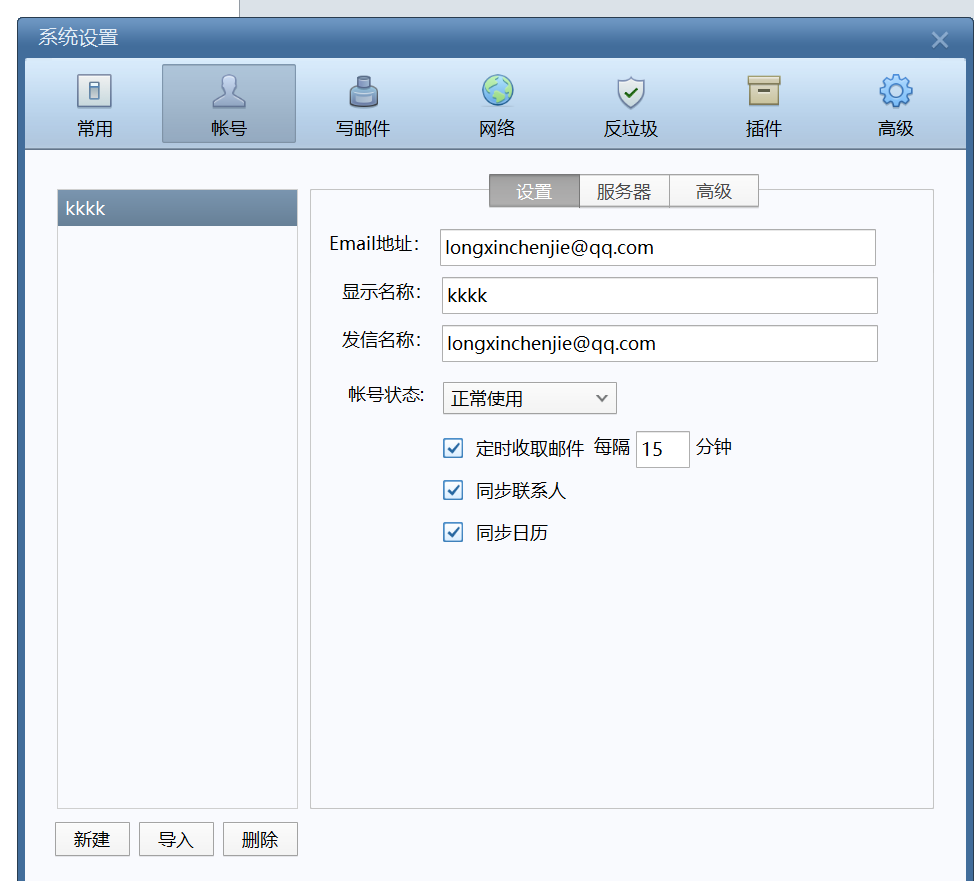 系统设置
常用 帐号 写邮件 网络 反垃圾 插件 高级
kkkk
设置 服务器 高级
Email地址： longxinchenjie@qq.com
显示名称： kkkk
发信名称： longxinchenjie@qq.com
帐号状态: 正常使用
定时收取邮件 每隔 15 分钟
同步联系人
同步日历
新建 导入 删除